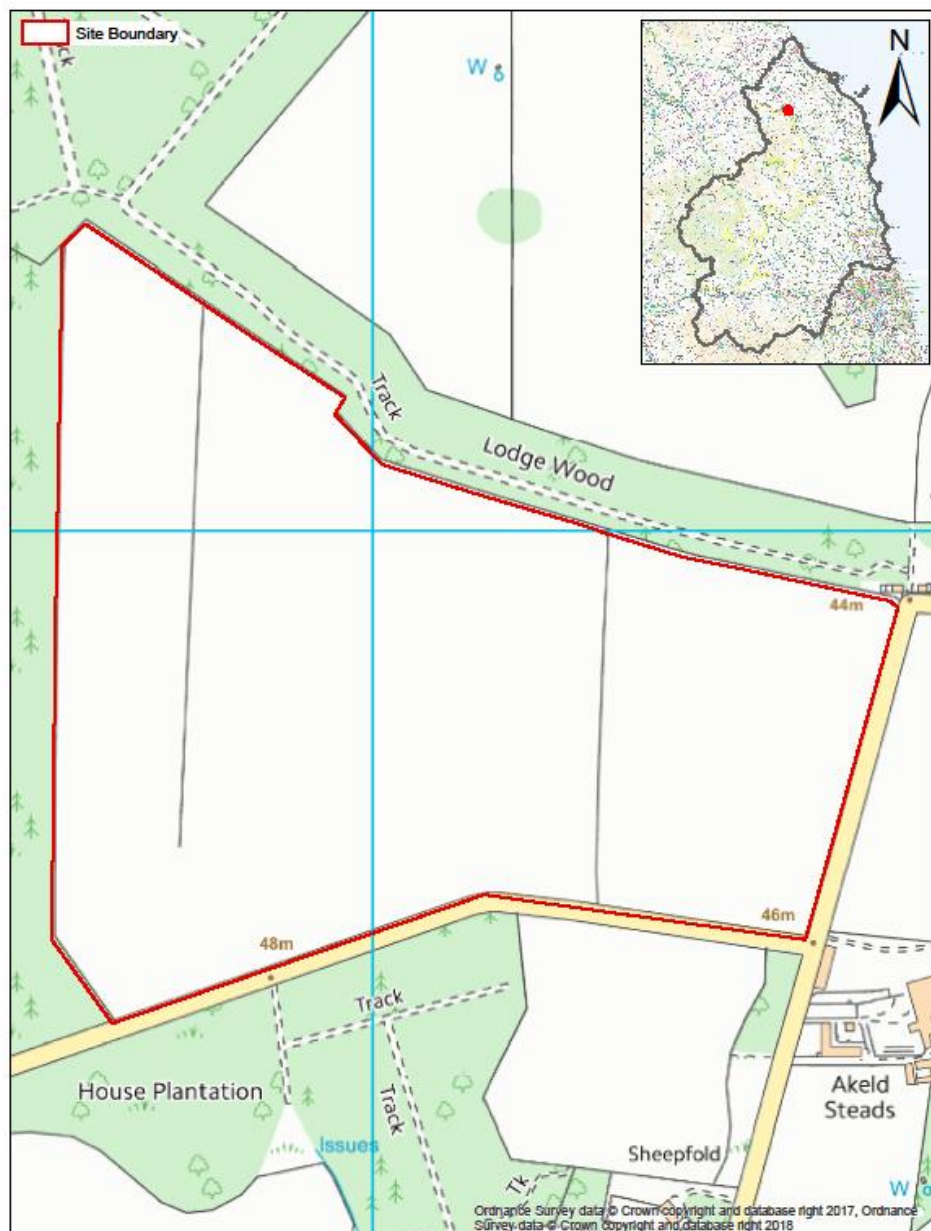 Site Boundary
N
Track
W
Track
Lodge Wood
44m
46m
48m
Track
House Plantation
Track
Akeld
Steads
Issues
Sheepfold
Tk
W
Ordnance Survey data © Crown copyright and database right 2017, Ordnance
Survey data © Crown copyright and database right 2018